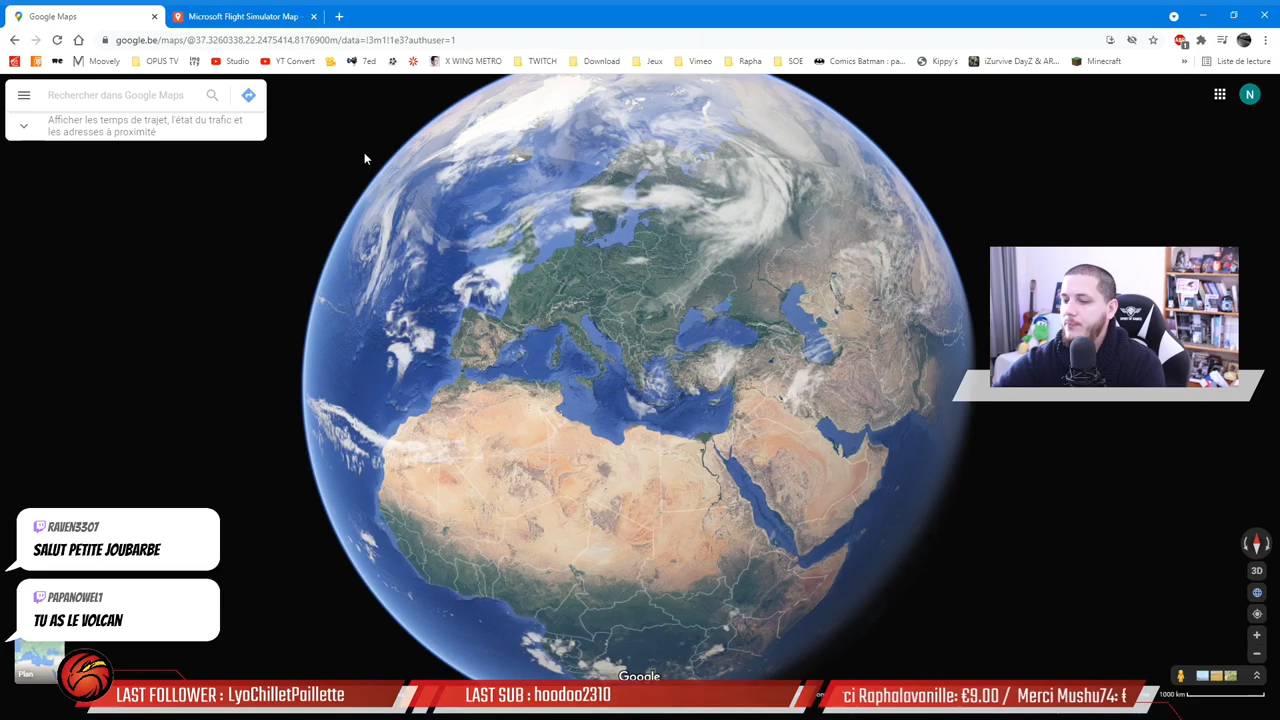 Google Maps
Microsoft Flight Simulator Map -
google.be/maps/@37.3260338,22.2475414,8176900m/data=!3m1!1e3?authuser=1
Moovely
OPUS TV
Studio
YT Convert
7ed
X WING METRO
TWITCH
Download
Jeux
Vimeo
Rapha
SOE
Comics Batman : pa...
Kippy's
iZurvive DayZ & AR...
Minecraft
Liste de lecture
Rechercher dans Google Maps
Afficher les temps de trajet, l'état du trafic et
les adresses à proximité
N
RAVEN3307
SALUT PETITE JOUBARBE
PAPANOWEL1
TU AS LE VOLCAN
3D
Plan
Google
1000 km
LAST FOLLOWER : LyoChilletPaillette
LAST SUB : hoodoo2310
ci Raphalavanille: €9.00 / Merci Mushu74: €